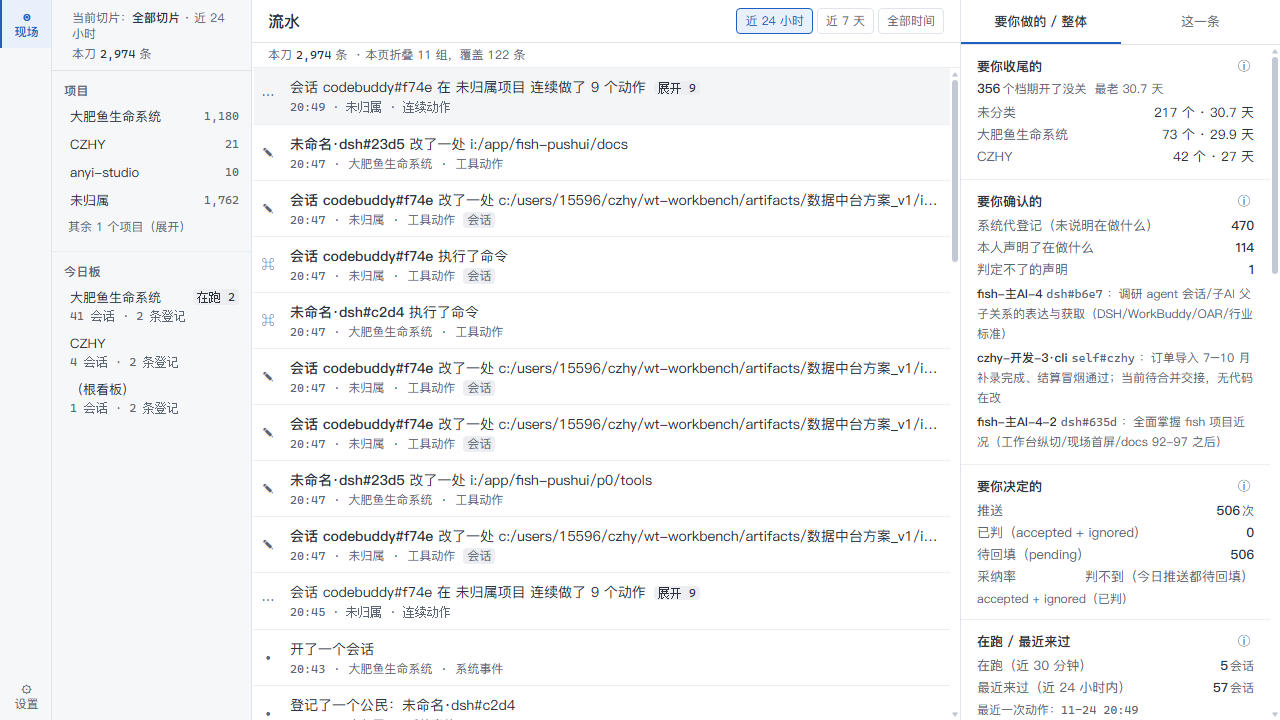 现场
设置
当前切片：全部切片 · 近 24 小时
本刀 2,974 条
项目
大肥鱼生命系统 1,180
CZHY 21
anyi-studio 10
未归属 1,762
其余 1 个项目（展开）
今日板
大肥鱼生命系统 在跑 2
41 会话 · 2 条登记
CZHY
4 会话 · 2 条登记
（根看板）
1 会话 · 2 条登记
流水 近 24 小时 近 7 天 全部时间
本刀 2,974 条 · 本页折叠 11 组，覆盖 122 条
会话 codebuddy#f74e 在 未归属项目 连续做了 9 个动作 展开 9
20:49 · 未归属 · 连续动作
未命名·dsh#23d5 改了一处 i:/app/fish-pushui/docs
20:47 · 大肥鱼生命系统 · 工具动作
会话 codebuddy#f74e 改了一处 c:/users/15596/czhy/wt-workbench/artifacts/数据中台方案_v1/i…
20:47 · 未归属 · 工具动作 会话
会话 codebuddy#f74e 执行了命令
20:47 · 未归属 · 工具动作 会话
未命名·dsh#c2d4 执行了命令
20:47 · 大肥鱼生命系统 · 工具动作
会话 codebuddy#f74e 改了一处 c:/users/15596/czhy/wt-workbench/artifacts/数据中台方案_v1/i…
20:47 · 未归属 · 工具动作 会话
会话 codebuddy#f74e 改了一处 c:/users/15596/czhy/wt-workbench/artifacts/数据中台方案_v1/i…
20:47 · 未归属 · 工具动作 会话
未命名·dsh#23d5 改了一处 i:/app/fish-pushui/p0/tools
20:47 · 大肥鱼生命系统 · 工具动作
会话 codebuddy#f74e 改了一处 c:/users/15596/czhy/wt-workbench/artifacts/数据中台方案_v1/i…
20:47 · 未归属 · 工具动作 会话
会话 codebuddy#f74e 在 未归属项目 连续做了 9 个动作 展开 9
20:45 · 未归属 · 连续动作
开了一个会话
20:43 · 大肥鱼生命系统 · 系统事件
登记了一个公民：未命名·dsh#c2d4
要你做的 / 整体 这一条
要你收尾的
356 个档期开了没关 最老 30.7 天
未分类 217 个 · 30.7 天
大肥鱼生命系统 73 个 · 29.9 天
CZHY 42 个 · 27 天
要你确认的
系统代登记（未说明在做什么） 470
本人声明了在做什么 114
判定不了的声明 1
fish-主AI-4 dsh#b6e7： 调研 agent 会话/子AI 父
子关系的表达与获取（DSH/WorkBuddy/OAR/行业
标准）
czhy-开发-3·cli self#czhy： 订单导入 7—10 月
补录完成、结算冒烟通过；当前待合并交接，无代码
在改
fish-主AI-4-2 dsh#635d： 全面掌握 fish 项目近
况（工作台纵切/现场首屏/docs 92-97 之后）
要你决定的
推送 506 次
已判（accepted + ignored） 0
待回填（pending） 506
采纳率 判不到（今日推送都待回填）
accepted + ignored（已判）
在跑 / 最近来过
在跑（近 30 分钟） 5 会话
最近来过（近 24 小时内） 57 会话
最近一次动作：11-24 20:49